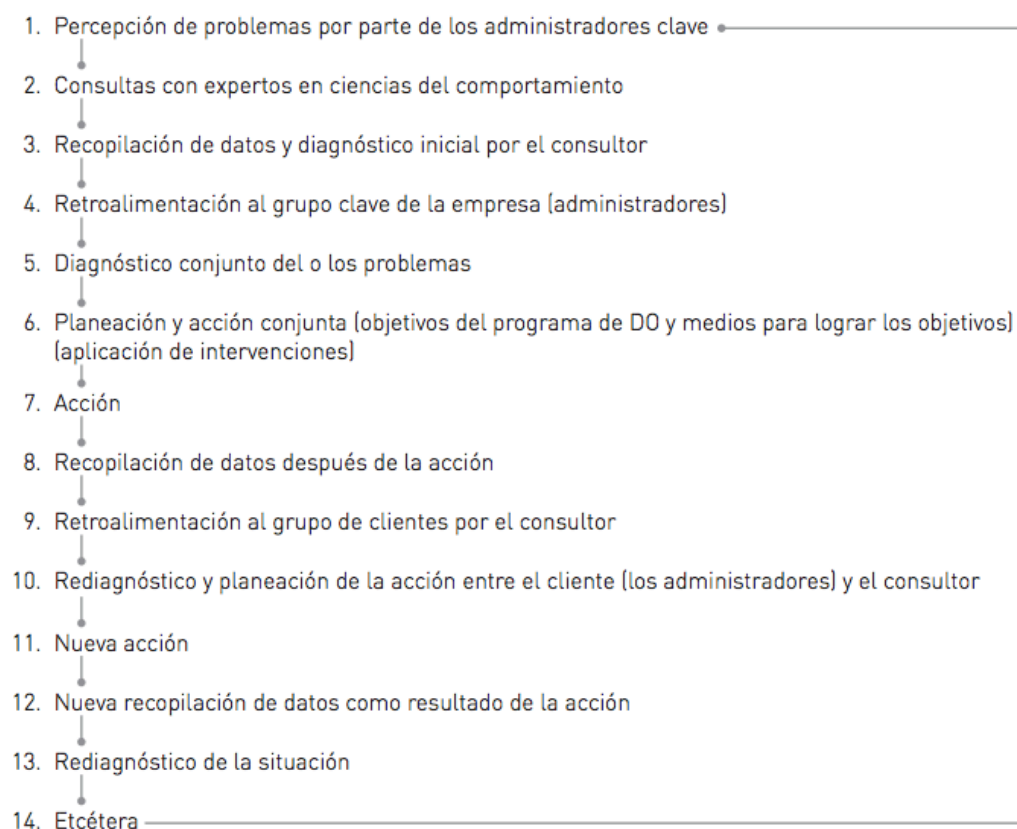 1. Percepción de problemas por parte de los administradores clave
2. Consultas con expertos en ciencias del comportamiento
3. Recopilación de datos y diagnóstico inicial por el consultor
4. Retroalimentación al grupo clave de la empresa (administradores)
5. Diagnóstico conjunto del o los problemas
6. Planeación y acción conjunta (objetivos del programa de DO y medios para lograr los objetivos)
(aplicación de intervenciones)
7. Acción
8. Recopilación de datos después de la acción
9. Retroalimentación al grupo de clientes por el consultor
10. Rediagnóstico y planeación de la acción entre el cliente (los administradores) y el consultor
11. Nueva acción
12. Nueva recopilación de datos como resultado de la acción
13. Rediagnóstico de la situación
14. Etcétera